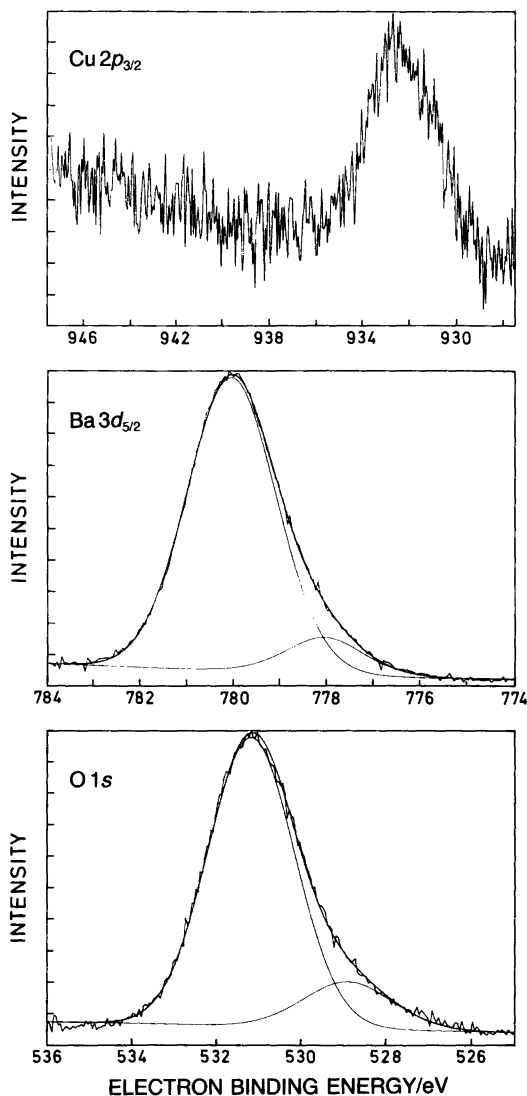 Cu 2p3/2
INTENSITY
946 942 938 934 930
Ba 3d5/2
INTENSITY
784 782 780 778 776 774
O 1s
INTENSITY
536 534 532 530 528 526
ELECTRON BINDING ENERGY/eV